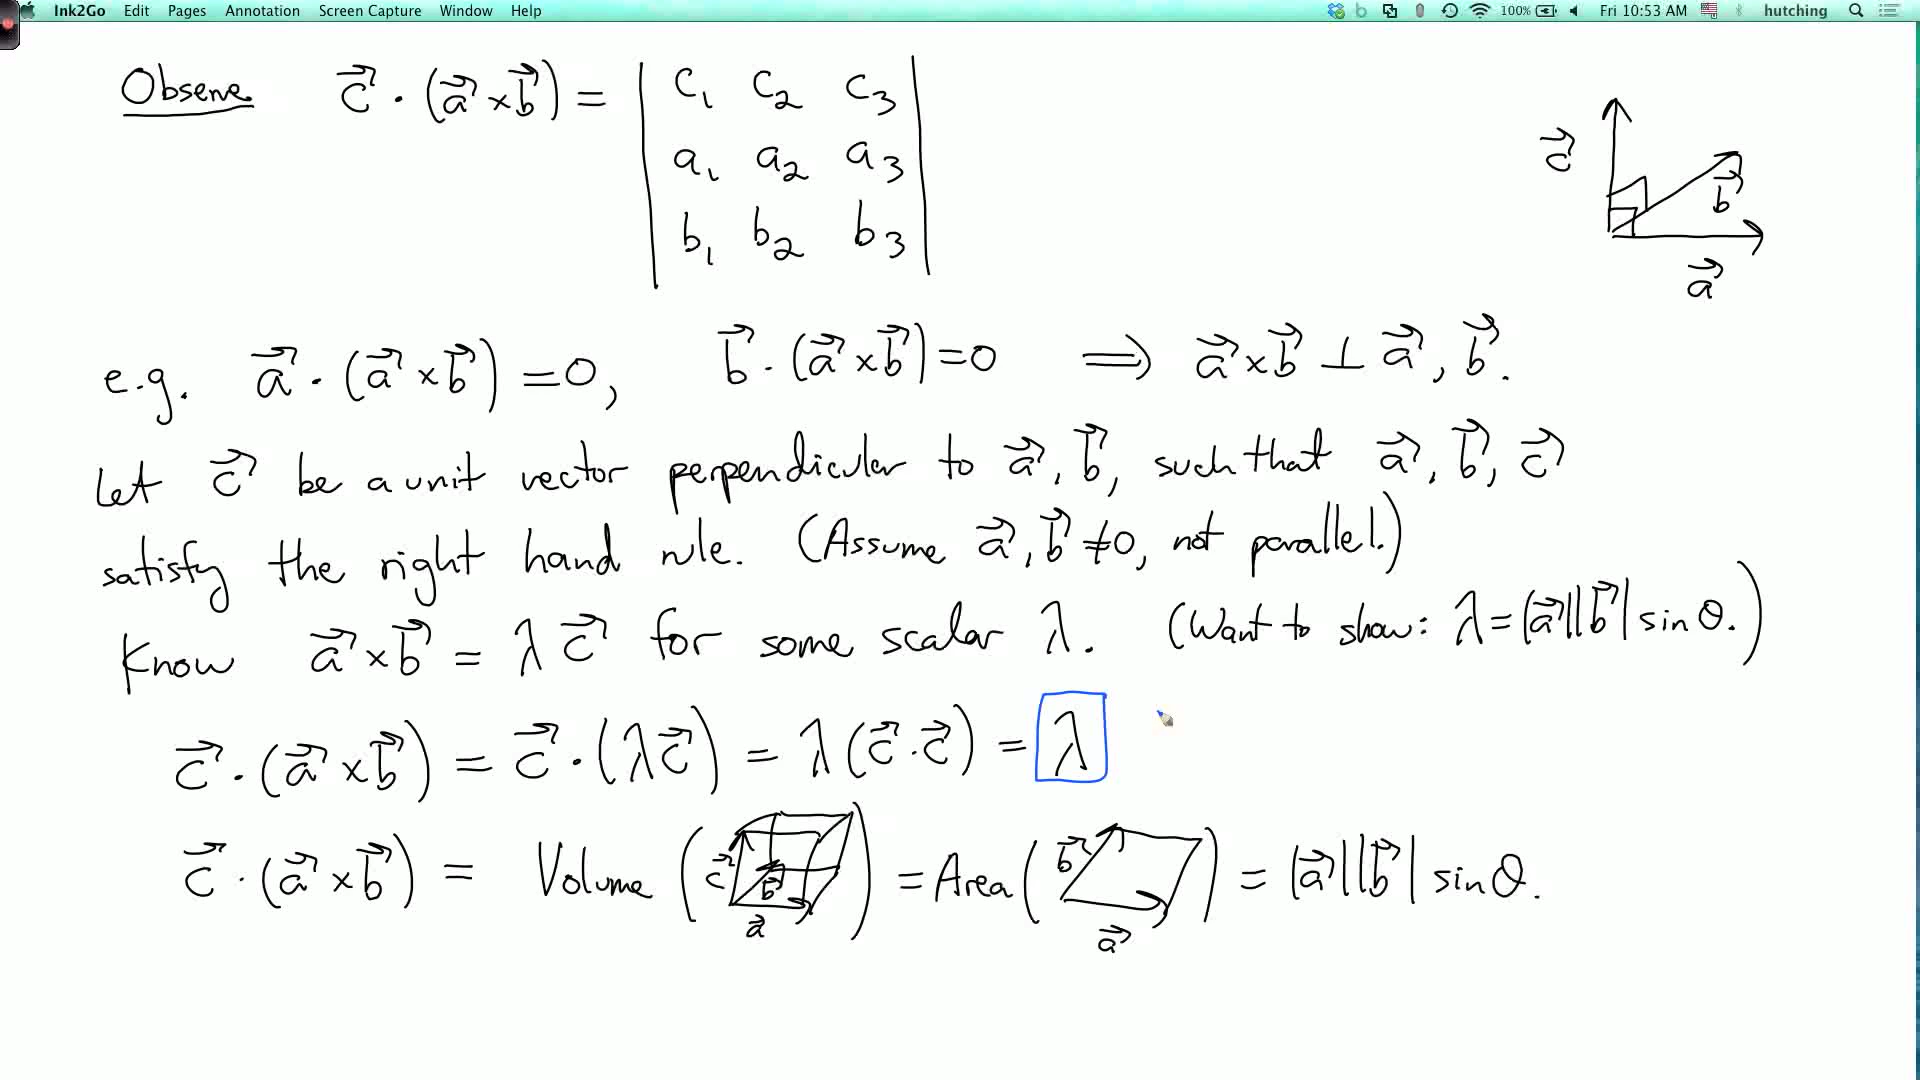 Ink2Go Edit Pages Annotation Screen Capture Window Help 100% Fri 10:53 AM hutching
Observe c⃗ · (a⃗ × b⃗) = | c₁ c₂ c₃
a₁ a₂ a₃
b₁ b₂ b₃ |
c⃗
b⃗
a⃗
e.g. a⃗ · (a⃗ × b⃗) = 0, b⃗ · (a⃗ × b⃗) = 0 ⟹ a⃗ × b⃗ ⊥ a⃗, b⃗.
Let c⃗ be a unit vector perpendicular to a⃗, b⃗, such that a⃗, b⃗, c⃗
satisfy the right hand rule. (Assume a⃗, b⃗ ≠ 0, not parallel.)
Know a⃗ × b⃗ = λ c⃗ for some scalar λ. (Want to show: λ = |a⃗||b⃗| sin θ.)
c⃗ · (a⃗ × b⃗) = c⃗ · (λ c⃗) = λ (c⃗ · c⃗) = λ
c⃗ · (a⃗ × b⃗) = Volume ( c⃗ b⃗ a⃗ ) = Area ( b⃗ a⃗ ) = |a⃗||b⃗| sin θ.